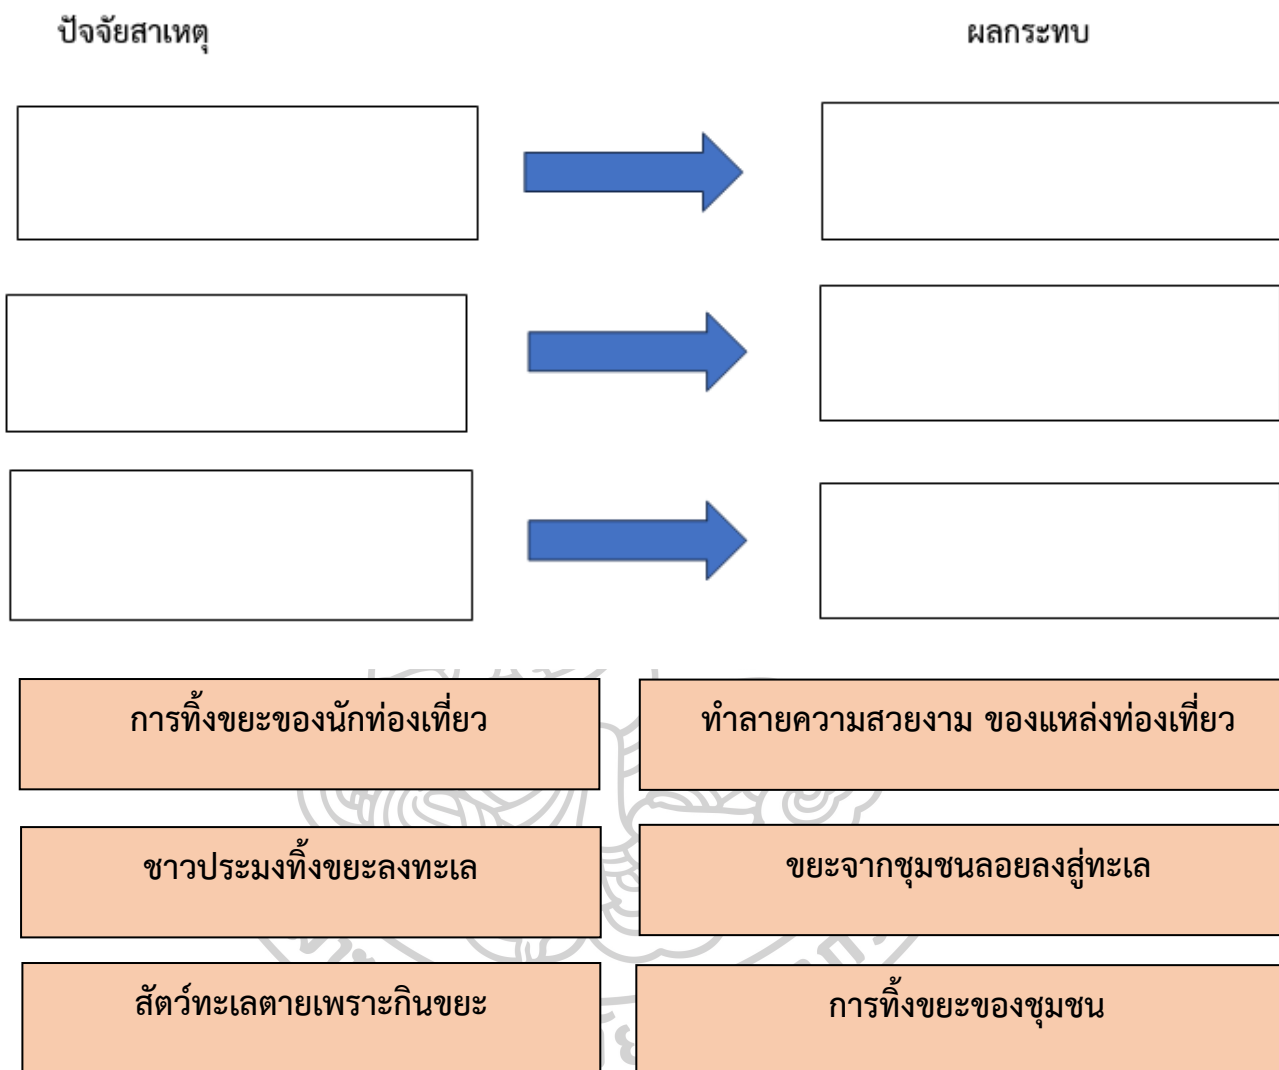 ปัจจัยสาเหตุ
ผลกระทบ
การทิ้งขยะของนักท่องเที่ยว
ทำลายความสวยงาม ของแหล่งท่องเที่ยว
ชาวประมงทิ้งขยะลงทะเล
ขยะจากชุมชนลอยลงสู่ทะเล
สัตว์ทะเลตายเพราะกินขยะ
การทิ้งขยะของชุมชน